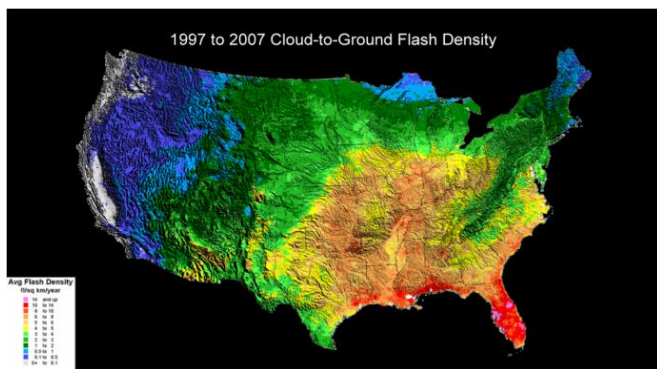 1997 to 2007 Cloud-to-Ground Flash Density
Avg Flash Density
fl/sq km/year
14 and up
10 to 14
8 to 10
6 to 8
5 to 6
4 to 5
3 to 4
2 to 3
1 to 2
0.5 to 1
0.1 to 0.5
0+ to 0.1